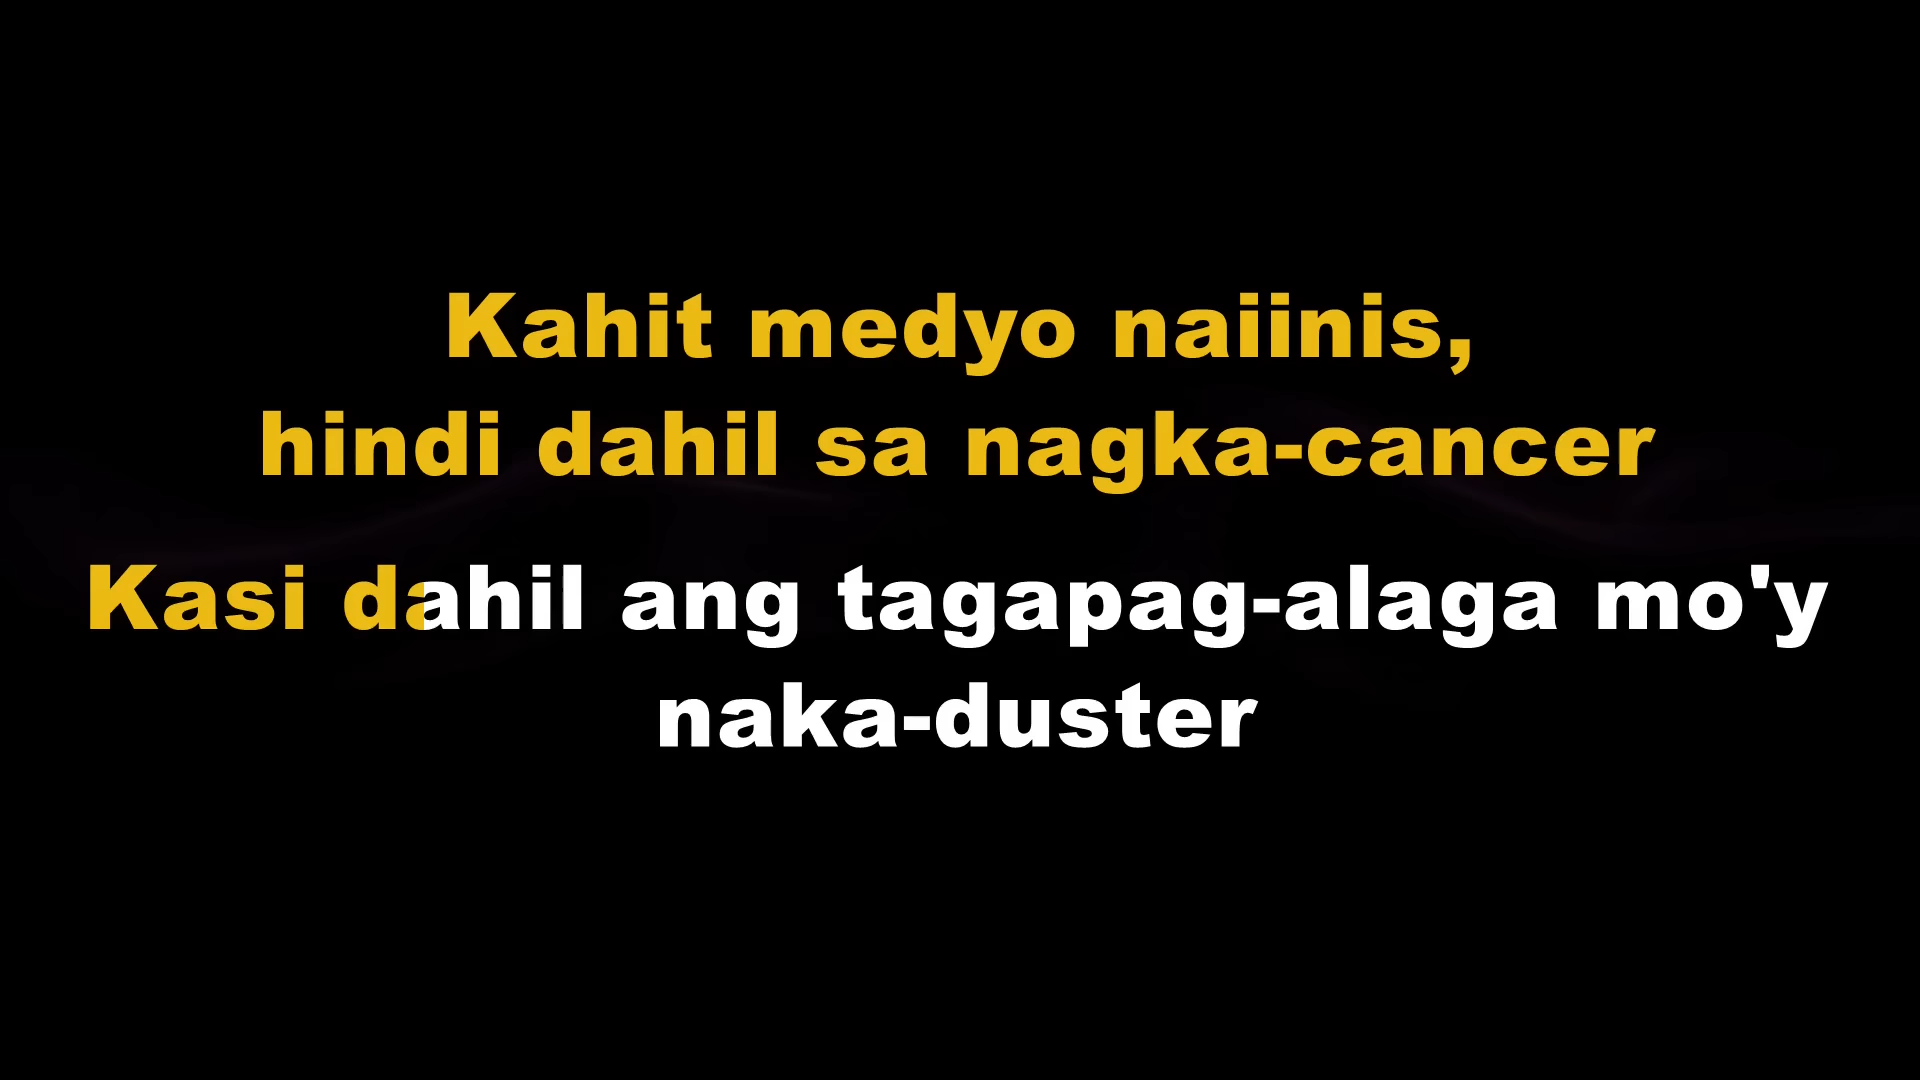 Kahit medyo naiinis,
hindi dahil sa nagka-cancer
Kasi dahil ang tagapag-alaga mo'y
naka-duster